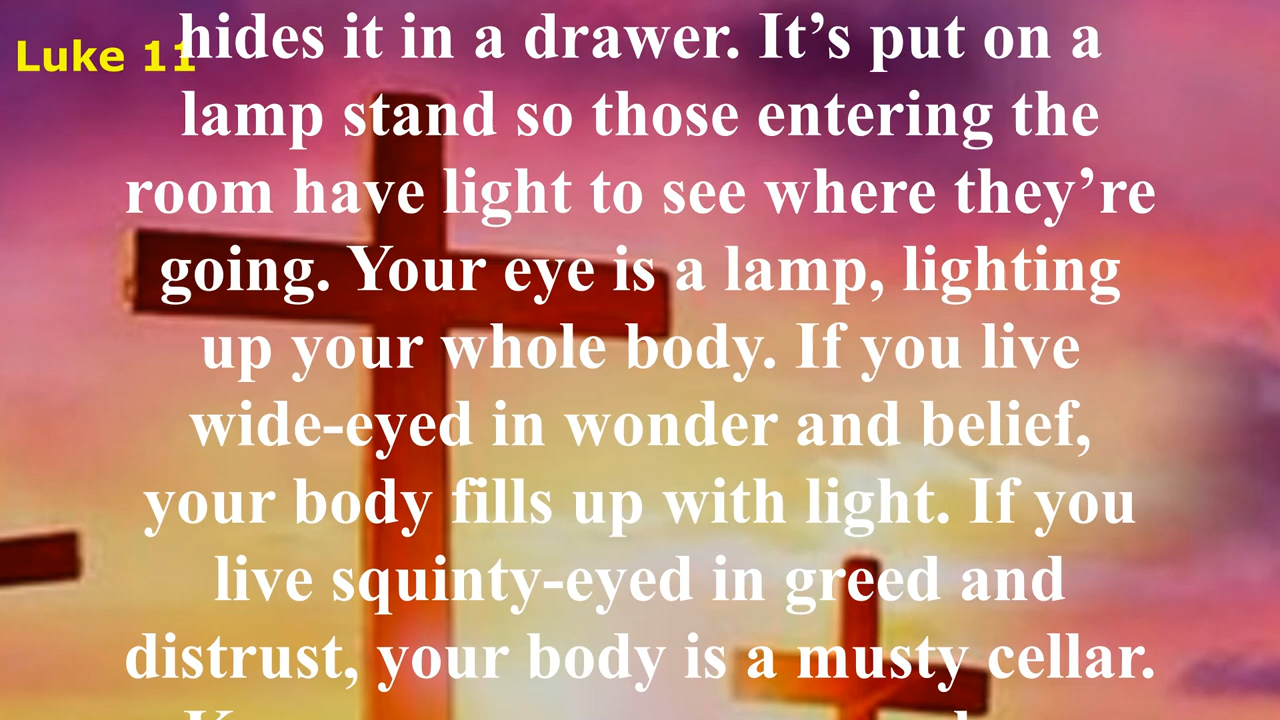 Luke 11
hides it in a drawer. It’s put on a
lamp stand so those entering the
room have light to see where they’re
going. Your eye is a lamp, lighting
up your whole body. If you live
wide-eyed in wonder and belief,
your body fills up with light. If you
live squinty-eyed in greed and
distrust, your body is a musty cellar.